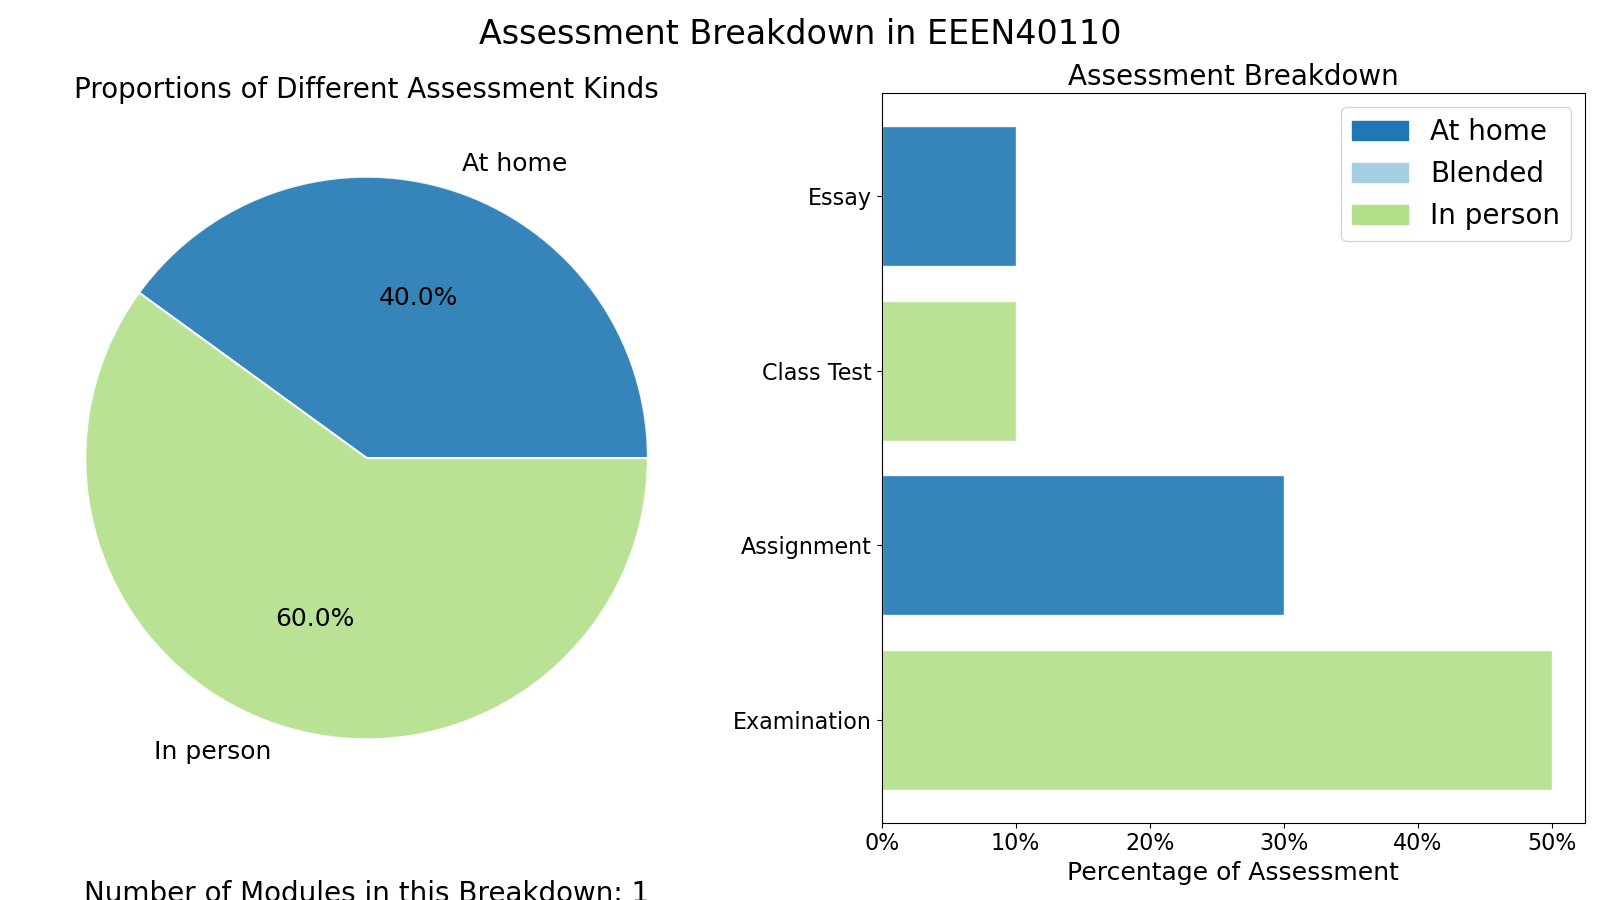 Assessment Breakdown in EEEN40110
Proportions of Different Assessment Kinds
At home
40.0%
60.0%
In person
Number of Modules in this Breakdown: 1
Assessment Breakdown
At home
Blended
In person
Essay
Class Test
Assignment
Examination
0% 10% 20% 30% 40% 50%
Percentage of Assessment